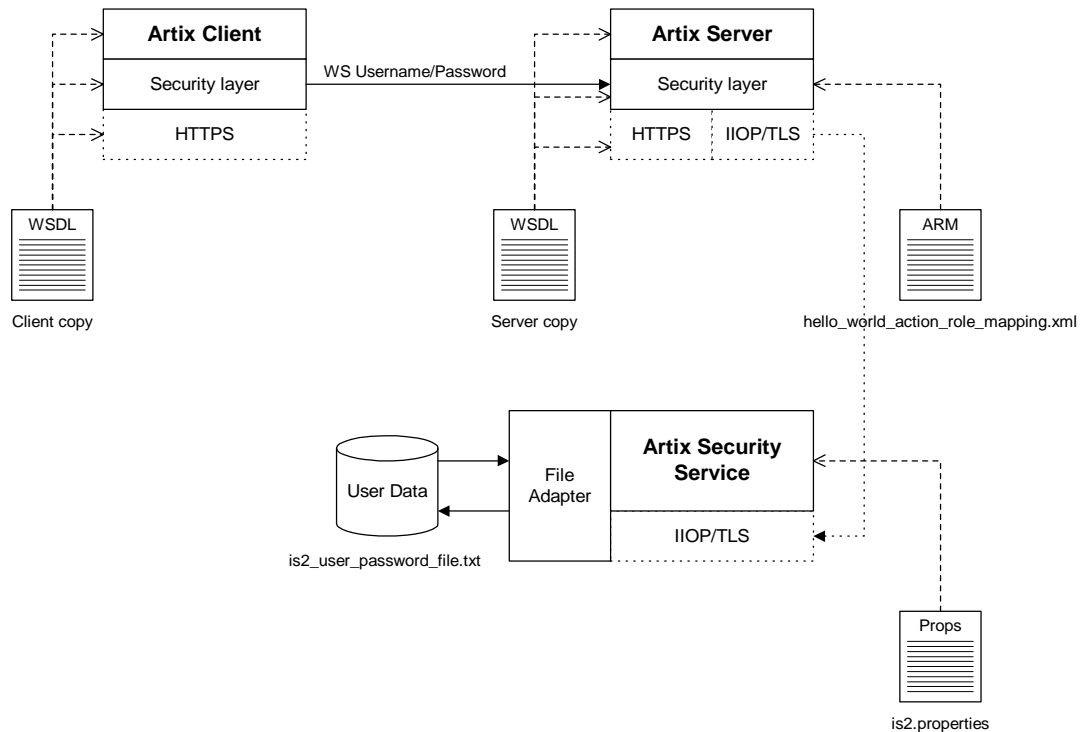 Artix Client
Artix Server
Security layer
WS Username/Password
Security layer
HTTPS
HTTPS
IIOP/TLS
WSDL
WSDL
ARM
Client copy
Server copy
hello_world_action_role_mapping.xml
User Data
File
Adapter
Artix Security
Service
IIOP/TLS
is2_user_password_file.txt
Props
is2.properties